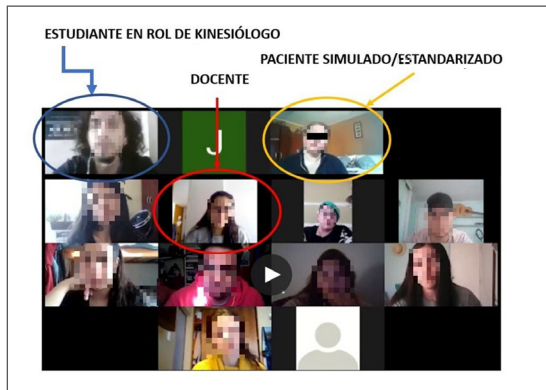 ESTUDIANTE EN ROL DE KINESIÓLOGO
PACIENTE SIMULADO/ESTANDARIZADO
DOCENTE
J